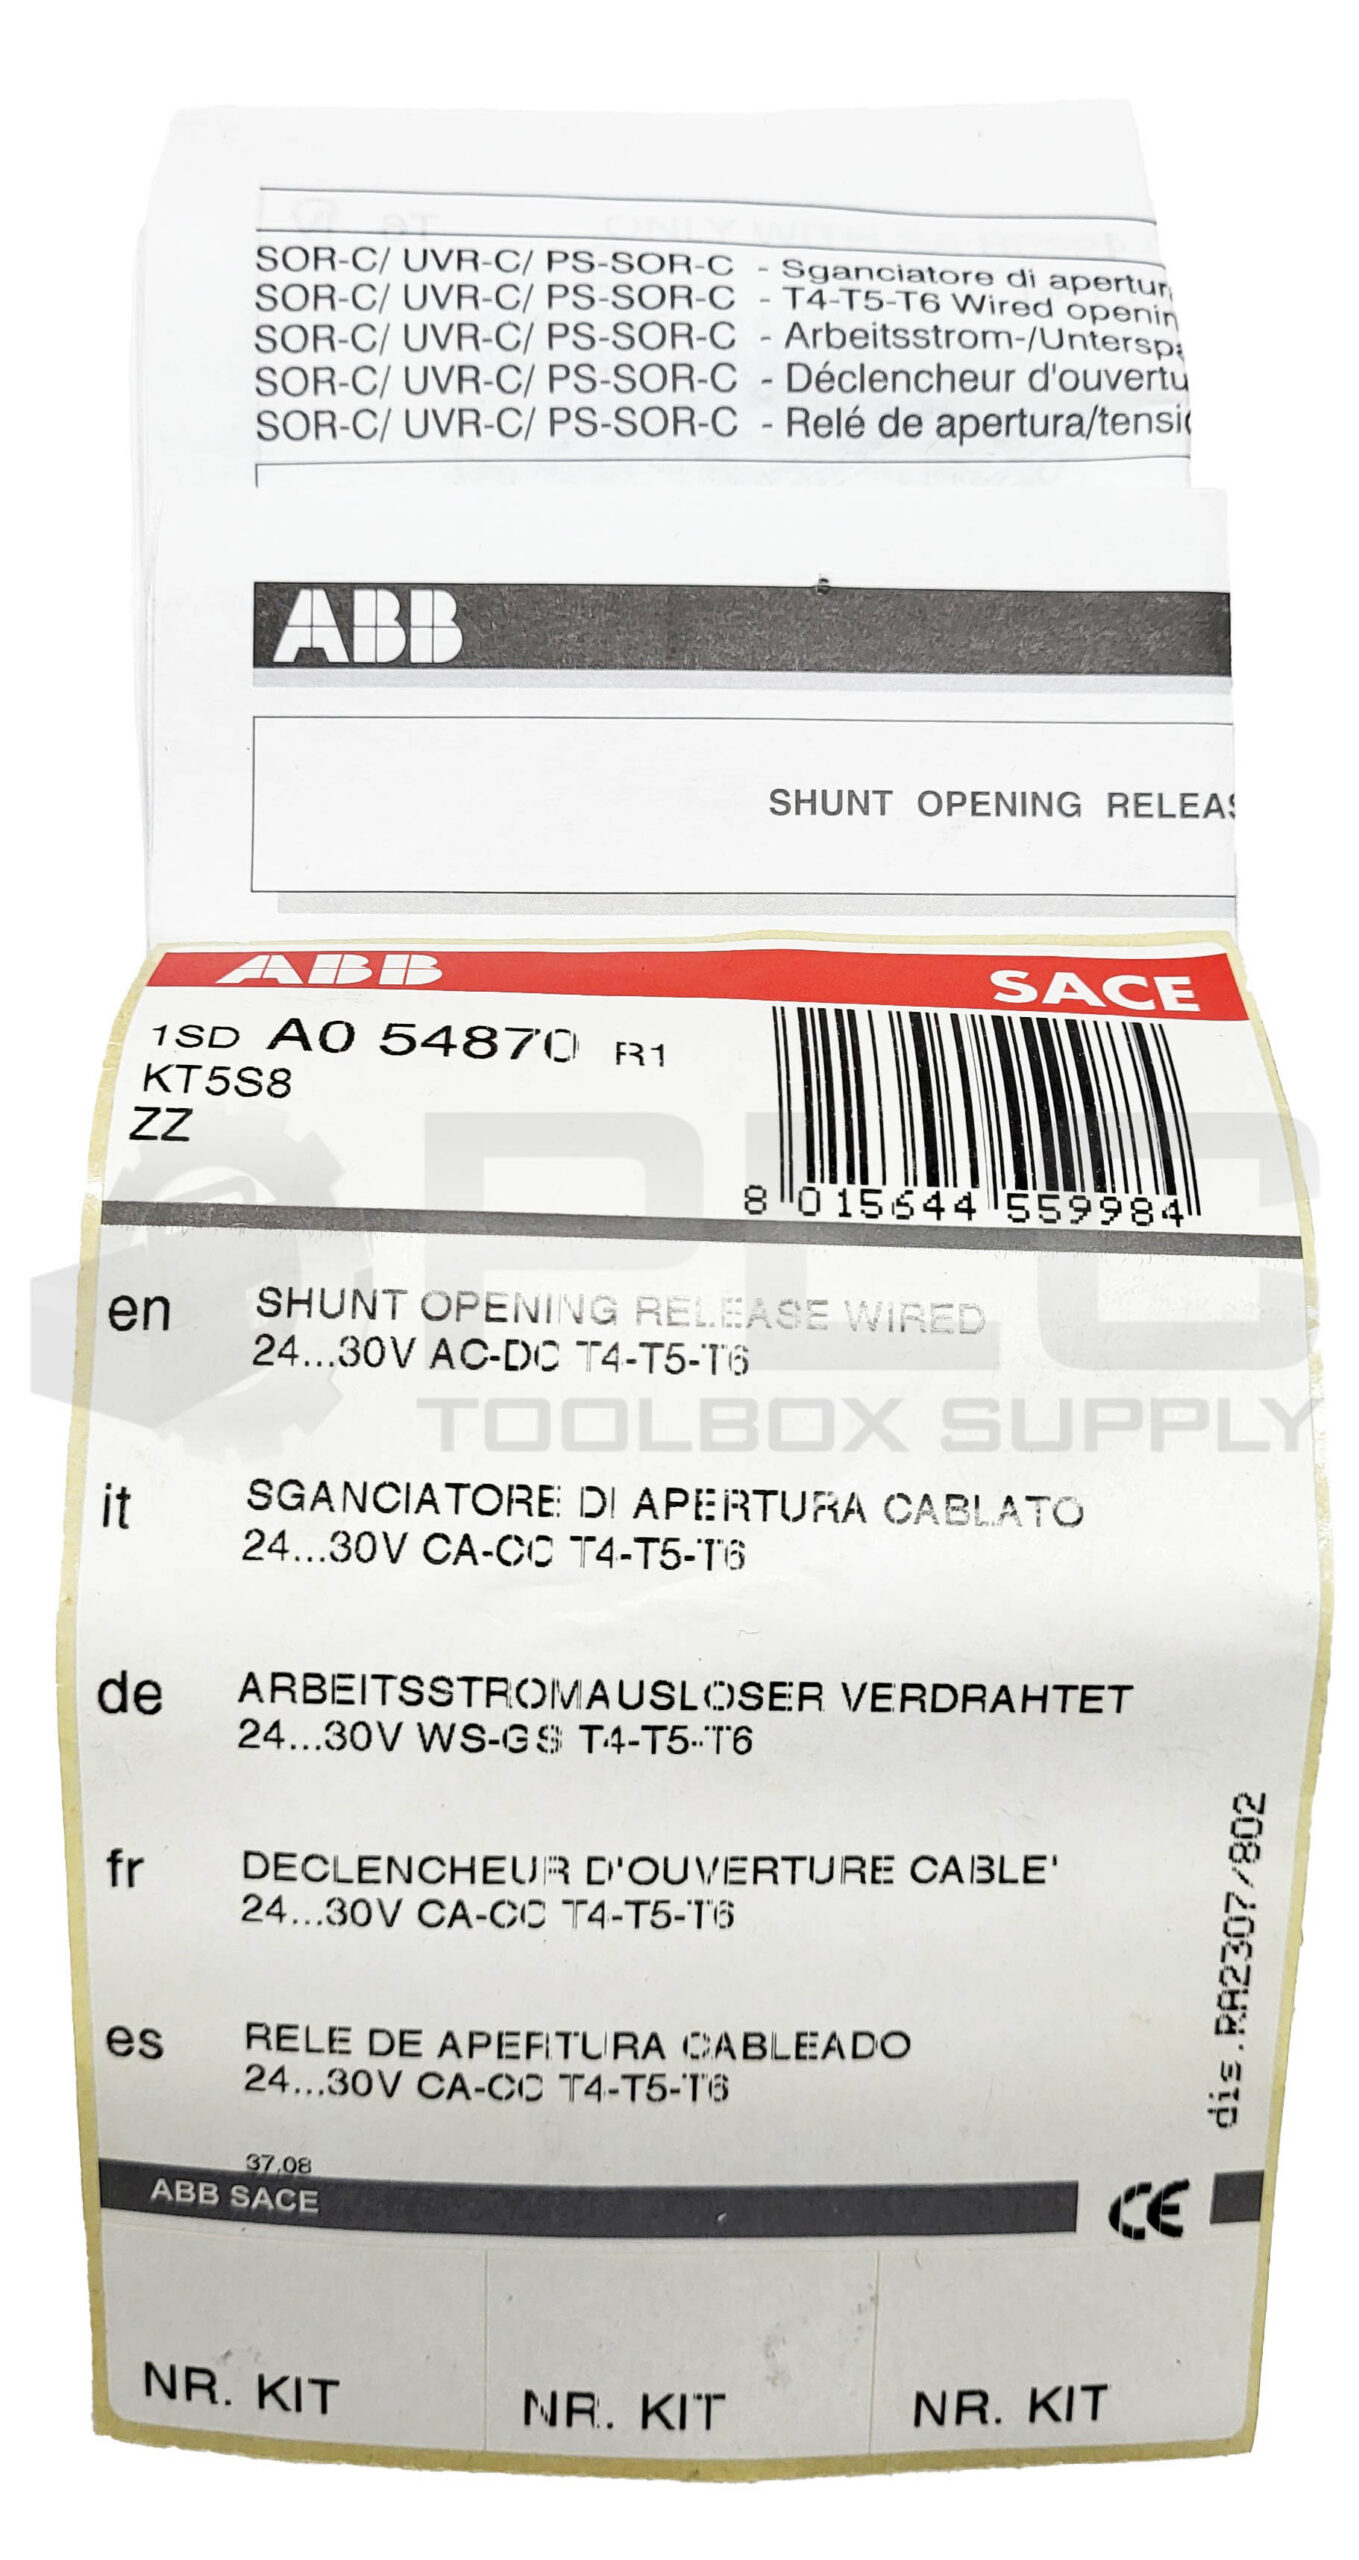 SOR-C/ UVR-C/ PS-SOR-C - Sganciatore di apertur
SOR-C/ UVR-C/ PS-SOR-C - T4-T5-T6 Wired openin
SOR-C/ UVR-C/ PS-SOR-C - Arbeitsstrom-/Untersp
SOR-C/ UVR-C/ PS-SOR-C - Déclencheur d'ouvertu
SOR-C/ UVR-C/ PS-SOR-C - Relé de apertura/tensi
ABB
SHUNT OPENING RELEAS
ABB SACE
1SD A0 54870 R1
KT5S8
ZZ
8 015644 559984
PLC
TOOLBOX SUPPLY
en SHUNT OPENING RELEASE WIRED
24...30V AC-DC T4-T5-T6
it SGANCIATORE DI APERTURA CABLATO
24...30V CA-CC T4-T5-T6
de ARBEITSSTROMAUSLOSER VERDRAHTET
24...30V WS-GS T4-T5-T6
fr DECLENCHEUR D'OUVERTURE CABLE'
24...30V CA-CC T4-T5-T6
es RELE DE APERTURA CABLEADO
24...30V CA-CC T4-T5-T6
dis.RA2307/802
37.08
ABB SACE CE
NR. KIT NR. KIT NR. KIT